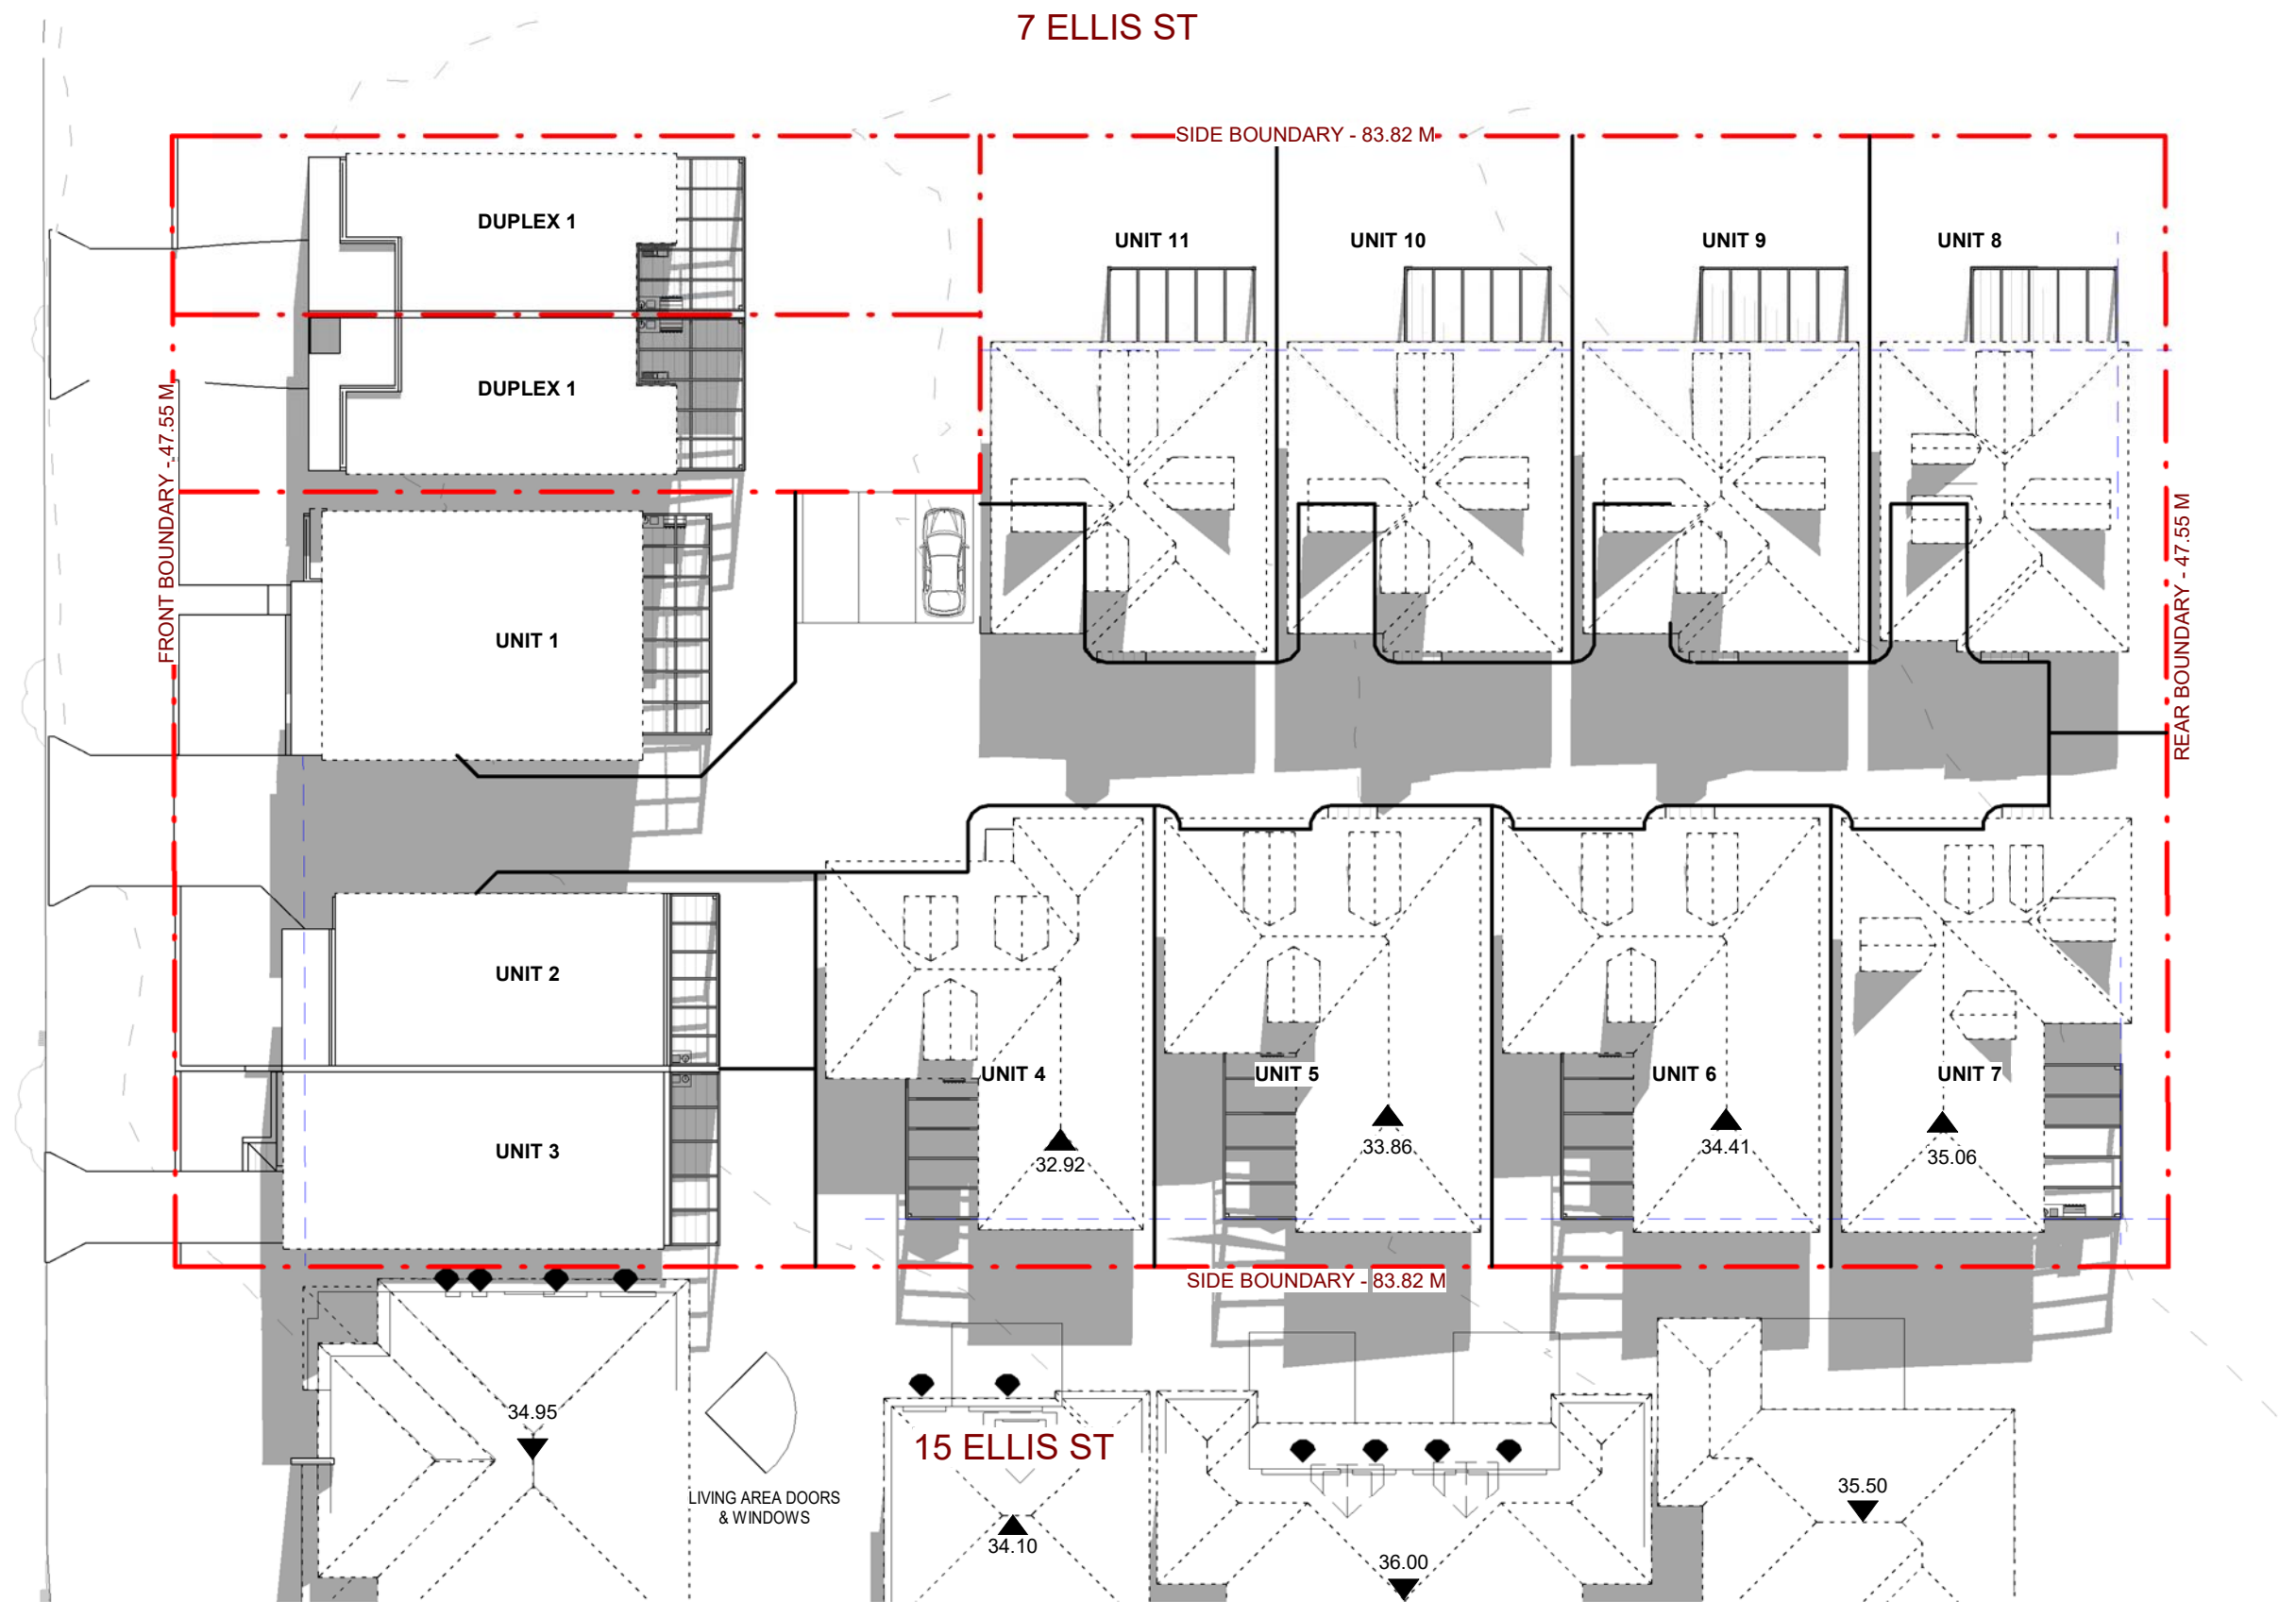 7 ELLIS ST
SIDE BOUNDARY - 83.82 M
DUPLEX 1
UNIT 11
UNIT 10
UNIT 9
UNIT 8
DUPLEX 1
FRONT BOUNDARY - 47.55 M
REAR BOUNDARY - 47.55 M
UNIT 1
UNIT 2
UNIT 4
UNIT 5
UNIT 6
UNIT 7
UNIT 3
32.92
33.86
34.41
35.06
SIDE BOUNDARY - 83.82 M
34.95
15 ELLIS ST
LIVING AREA DOORS
& WINDOWS
35.50
34.10
36.00